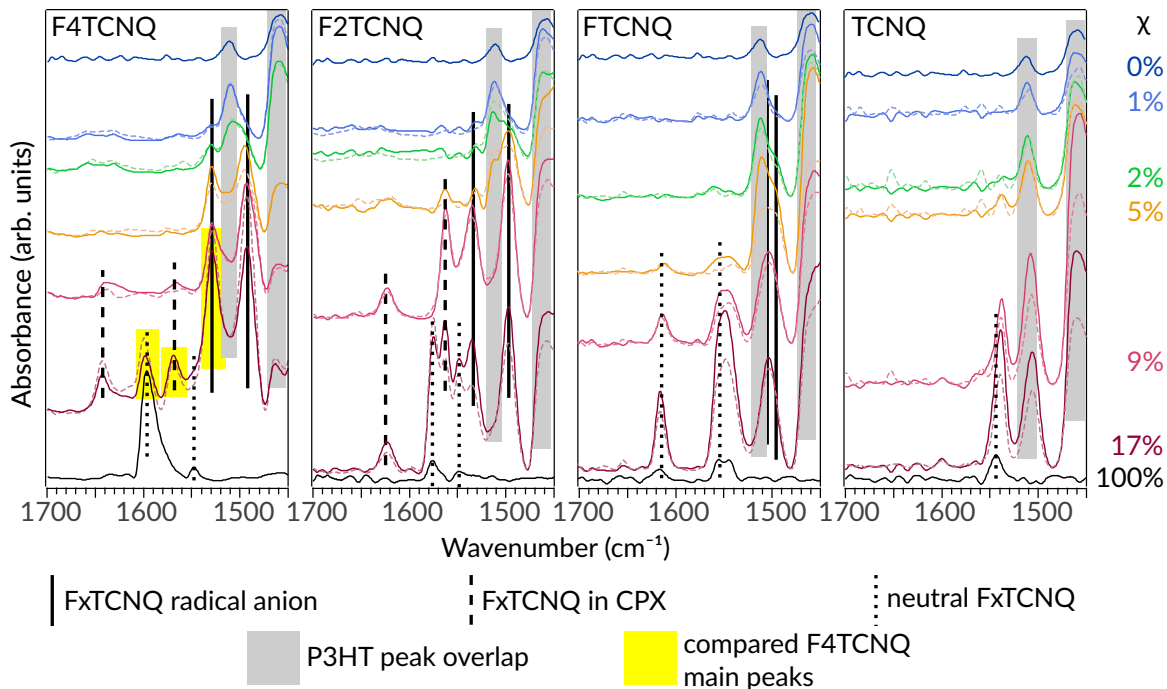 F4TCNQ
F2TCNQ
FTCNQ
TCNQ
χ
0%
1%
2%
5%
9%
17%
100%
Absorbance (arb. units)
1700 1600 1500
1700 1600 1500
1700 1600 1500
1700 1600 1500
Wavenumber (cm⁻¹)
FxTCNQ radical anion
FxTCNQ in CPX
neutral FxTCNQ
P3HT peak overlap
compared F4TCNQ
main peaks